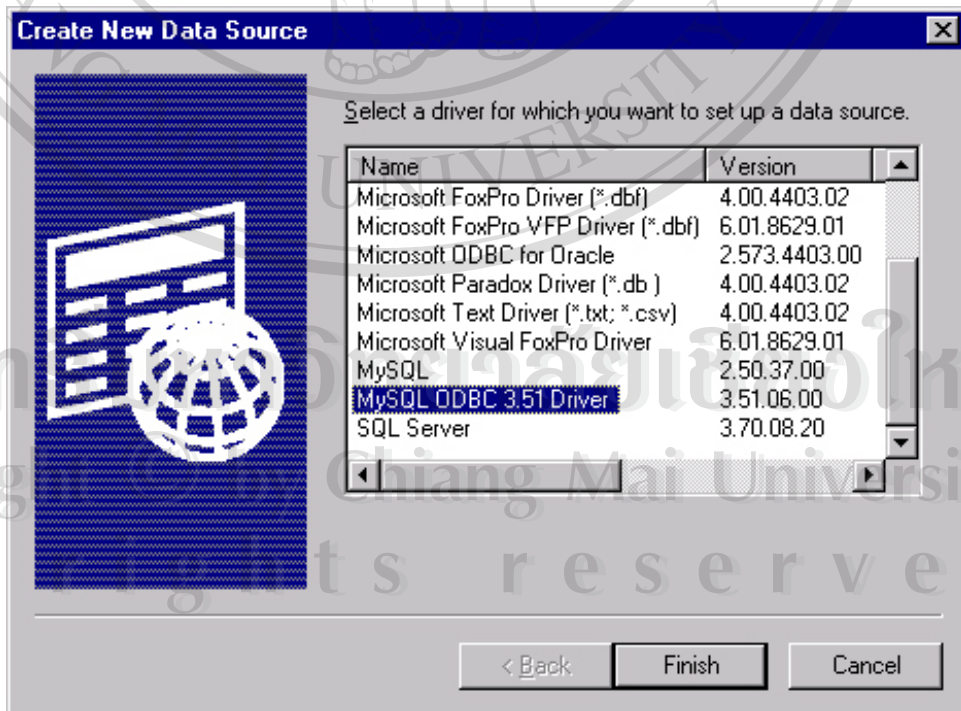 Create New Data Source
Select a driver for which you want to set up a data source.
Name Version
Microsoft FoxPro Driver (*.dbf) 4.00.4403.02
Microsoft FoxPro VFP Driver (*.dbf) 6.01.8629.01
Microsoft ODBC for Oracle 2.573.4403.00
Microsoft Paradox Driver (*.db ) 4.00.4403.02
Microsoft Text Driver (*.txt; *.csv) 4.00.4403.02
Microsoft Visual FoxPro Driver 6.01.8629.01
MySQL 2.50.37.00
MySQL ODBC 3.51 Driver 3.51.06.00
SQL Server 3.70.08.20
by Chiang Mai Universi
rights reserve
< Back Finish Cancel
UNIVERSITY